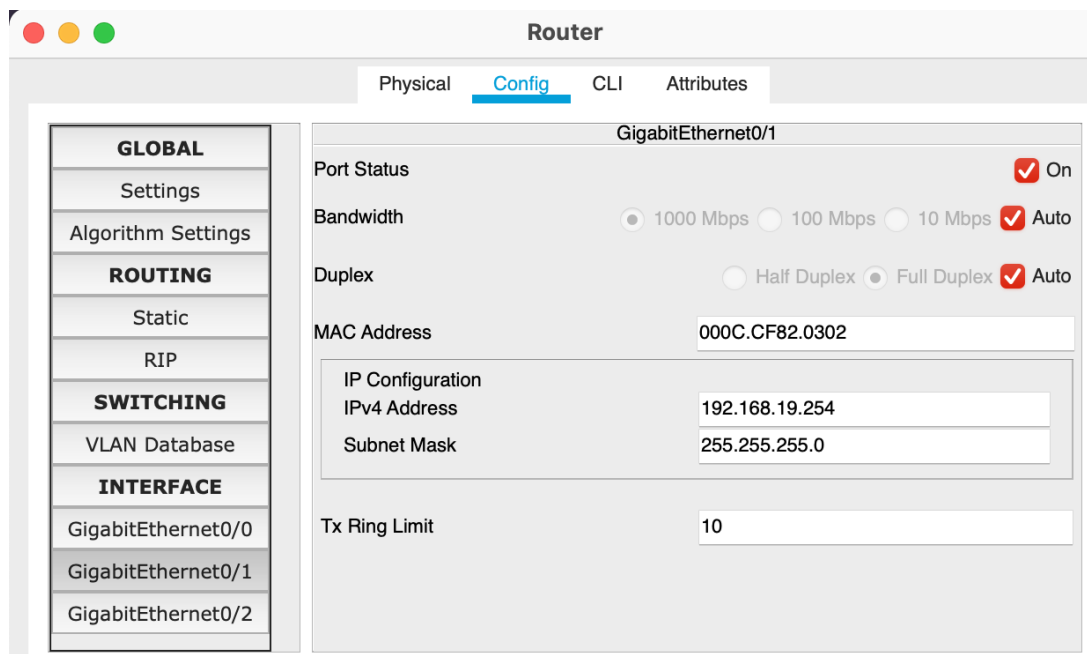 Router
Physical Config CLI Attributes
GLOBAL
Settings
Algorithm Settings
ROUTING
Static
RIP
SWITCHING
VLAN Database
INTERFACE
GigabitEthernet0/0
GigabitEthernet0/1
GigabitEthernet0/2
GigabitEthernet0/1
Port Status On
Bandwidth 1000 Mbps 100 Mbps 10 Mbps Auto
Duplex Half Duplex Full Duplex Auto
MAC Address 000C.CF82.0302
IP Configuration
IPv4 Address 192.168.19.254
Subnet Mask 255.255.255.0
Tx Ring Limit 10